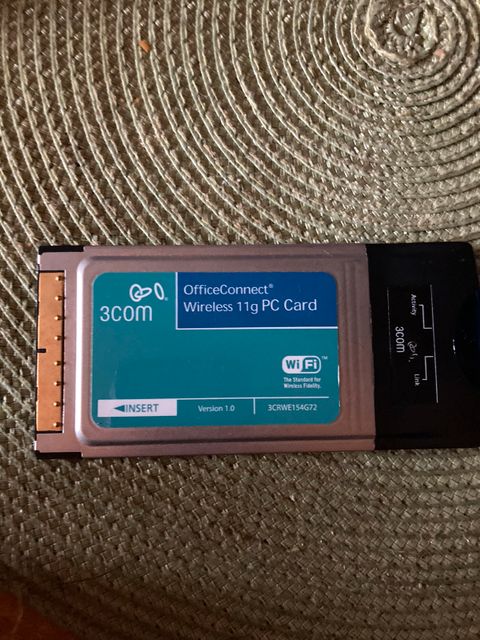 3COM®
OfficeConnect®
Wireless 11g PC Card
Wi Fi™
The Standard for
Wireless Fidelity.
INSERT
Version 1.0
3CRWE154G72
Activity
3COM
Link